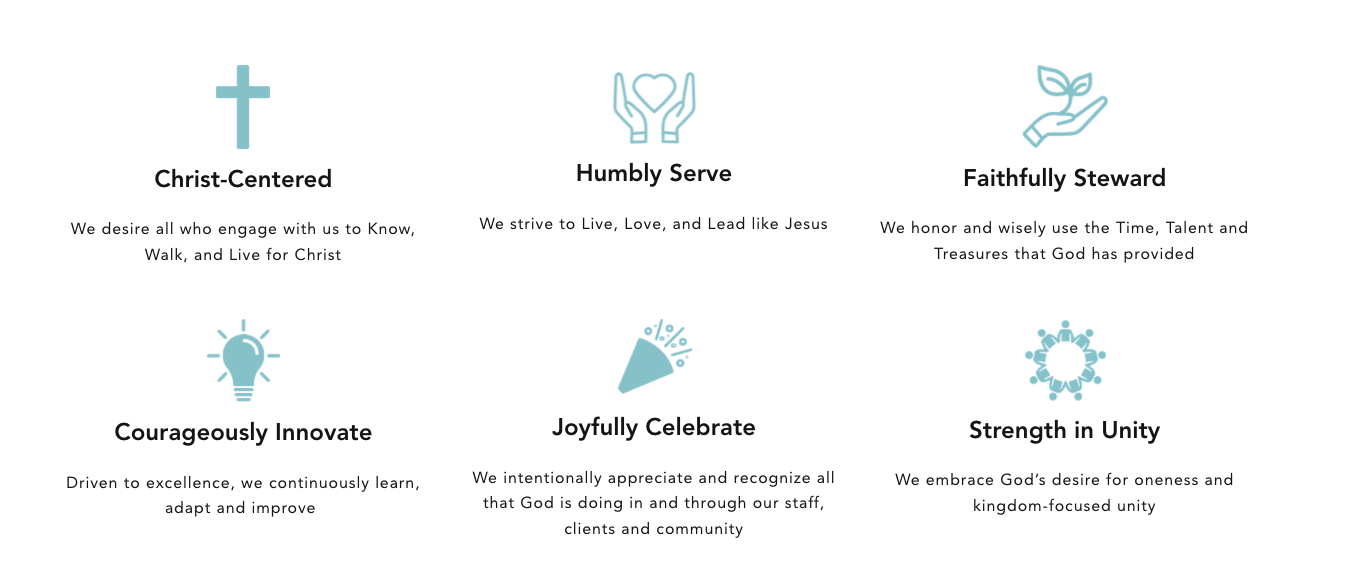 Christ-Centered
We desire all who engage with us to Know,
Walk, and Live for Christ
Humbly Serve
We strive to Live, Love, and Lead like Jesus
Faithfully Steward
We honor and wisely use the Time, Talent and
Treasures that God has provided
Courageously Innovate
Driven to excellence, we continuously learn,
adapt and improve
Joyfully Celebrate
We intentionally appreciate and recognize all
that God is doing in and through our staff,
clients and community
Strength in Unity
We embrace God’s desire for oneness and
kingdom-focused unity